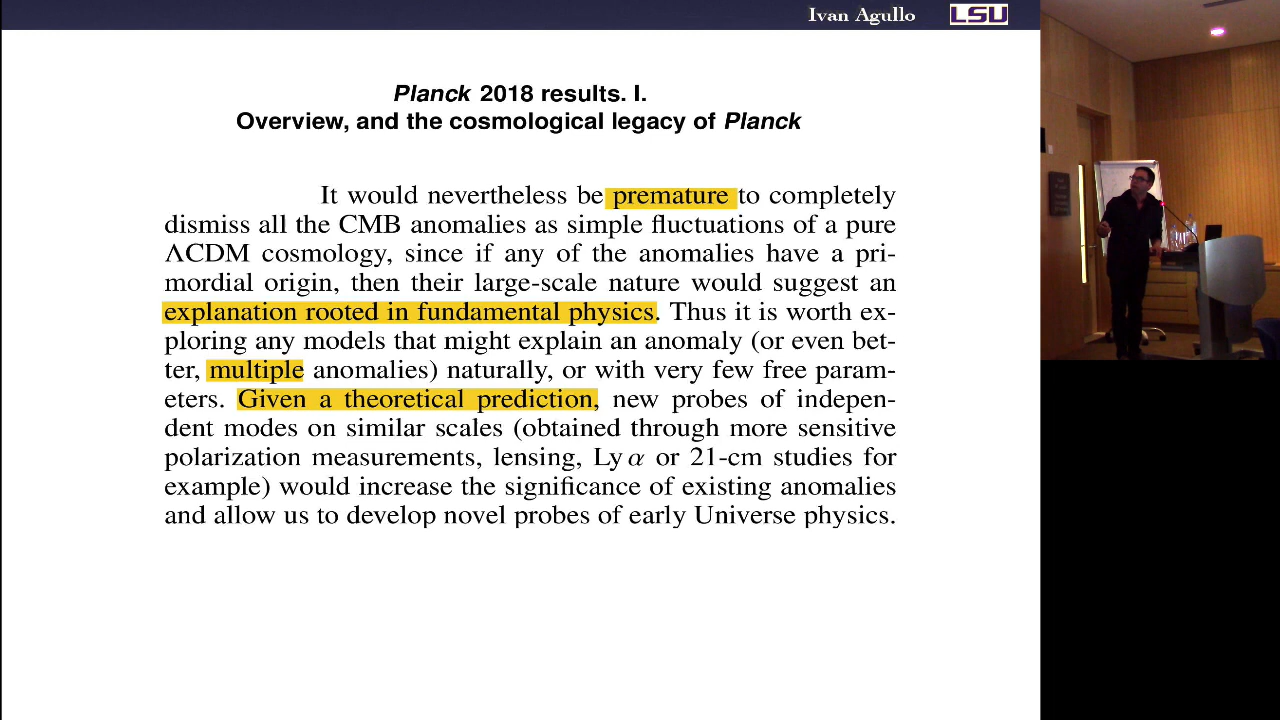 Ivan Agullo LSU
Planck 2018 results. I.
Overview, and the cosmological legacy of Planck
It would nevertheless be premature to completely
dismiss all the CMB anomalies as simple fluctuations of a pure
ΛCDM cosmology, since if any of the anomalies have a pri-
mordial origin, then their large-scale nature would suggest an
explanation rooted in fundamental physics. Thus it is worth ex-
ploring any models that might explain an anomaly (or even bet-
ter, multiple anomalies) naturally, or with very few free param-
eters. Given a theoretical prediction, new probes of indepen-
dent modes on similar scales (obtained through more sensitive
polarization measurements, lensing, Ly α or 21-cm studies for
example) would increase the significance of existing anomalies
and allow us to develop novel probes of early Universe physics.